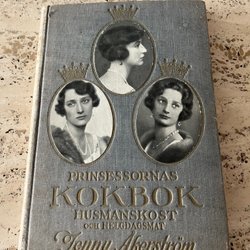 PRINSESSORNAS
KOKBOK
HUSMANSKOST
OCH HELGDAGSMAT
Jenny Åkerström